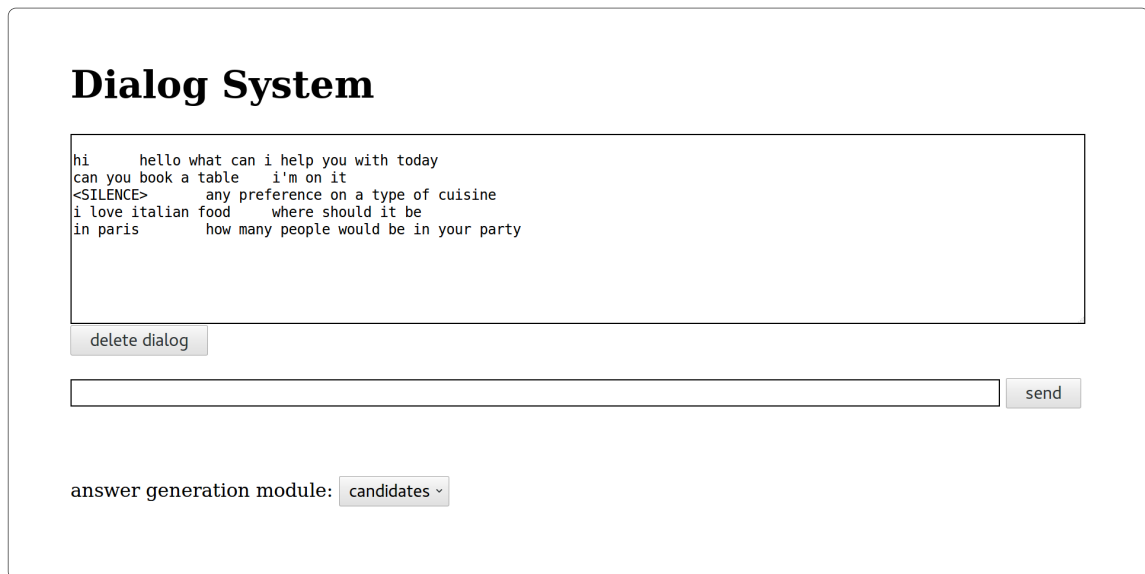 Dialog System
hi hello what can i help you with today
can you book a table i'm on it
<SILENCE> any preference on a type of cuisine
i love italian food where should it be
in paris how many people would be in your party
delete dialog
send
answer generation module: candidates